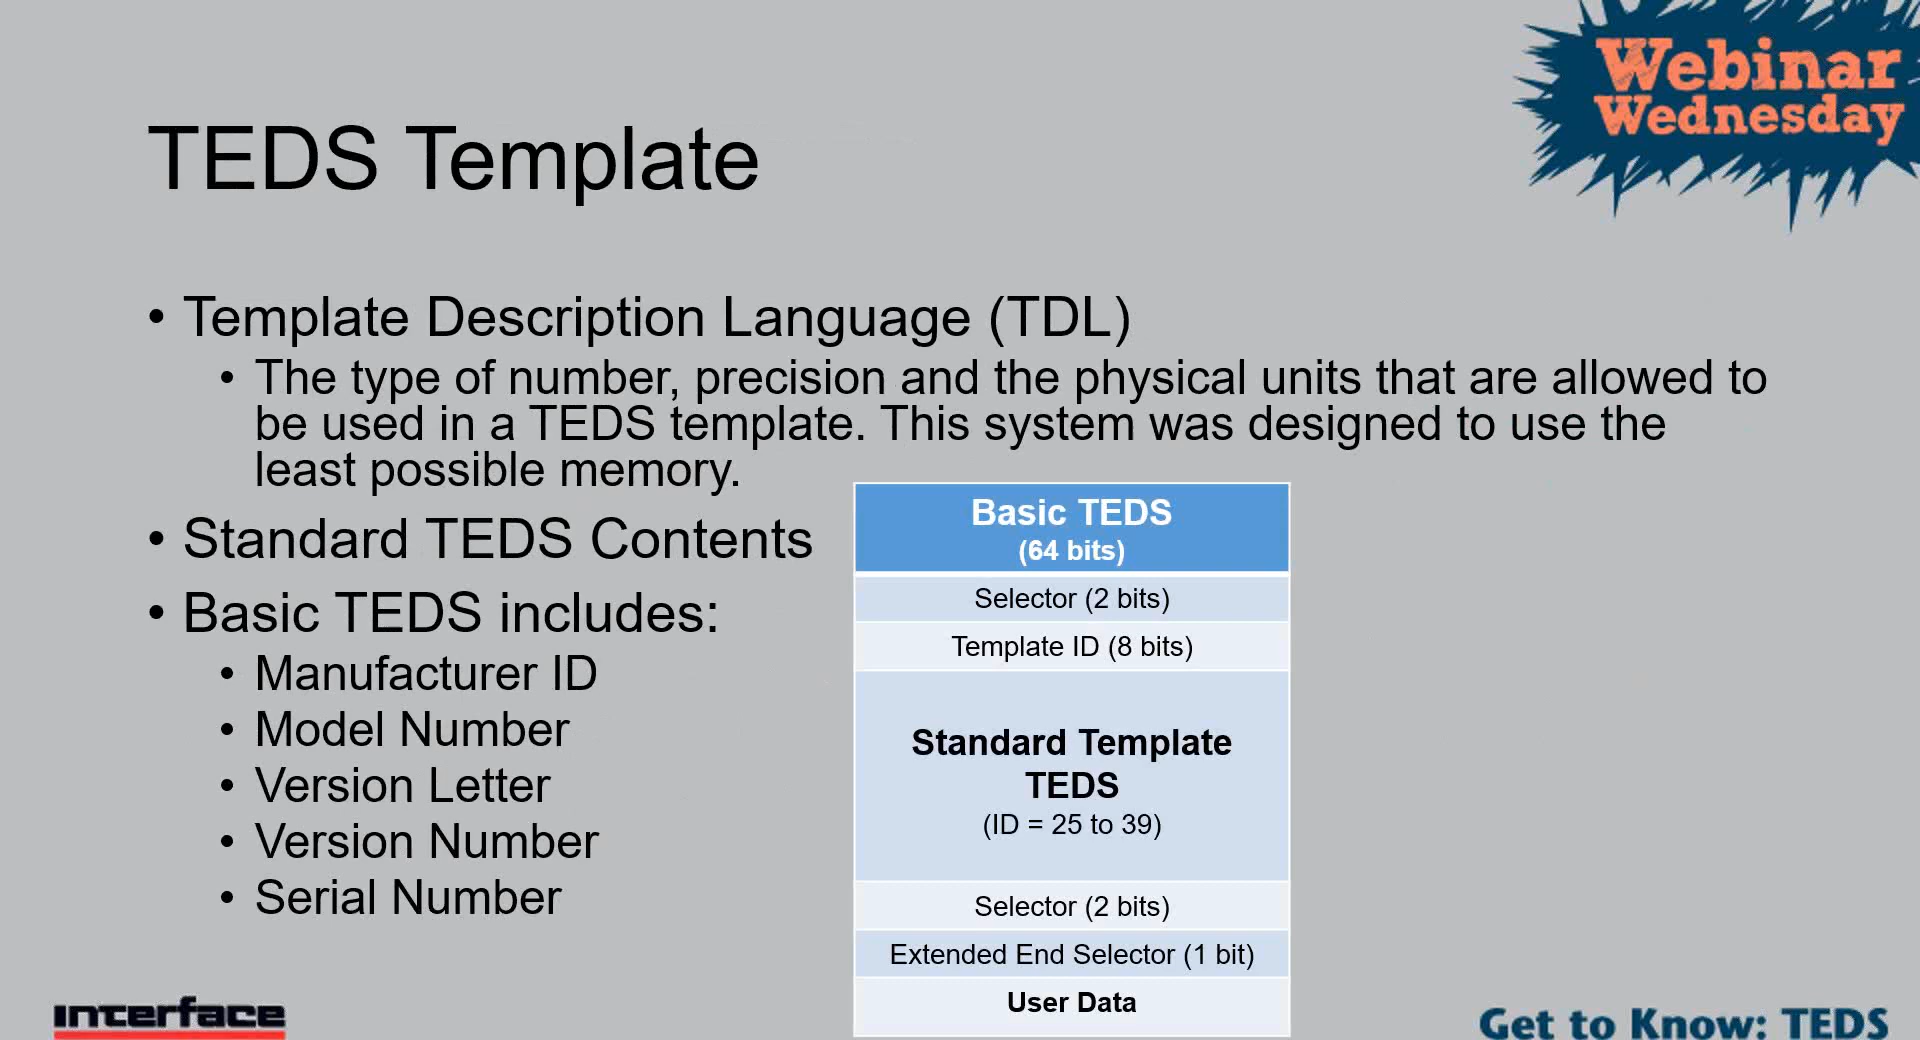 Webinar
Wednesday
TEDS Template
• Template Description Language (TDL)
• The type of number, precision and the physical units that are allowed to
be used in a TEDS template. This system was designed to use the
least possible memory.
• Standard TEDS Contents
• Basic TEDS includes:
• Manufacturer ID
• Model Number
• Version Letter
• Version Number
• Serial Number
Basic TEDS
(64 bits)
Selector (2 bits)
Template ID (8 bits)
Standard Template
TEDS
(ID = 25 to 39)
Selector (2 bits)
Extended End Selector (1 bit)
User Data
interface
Get to Know: TEDS